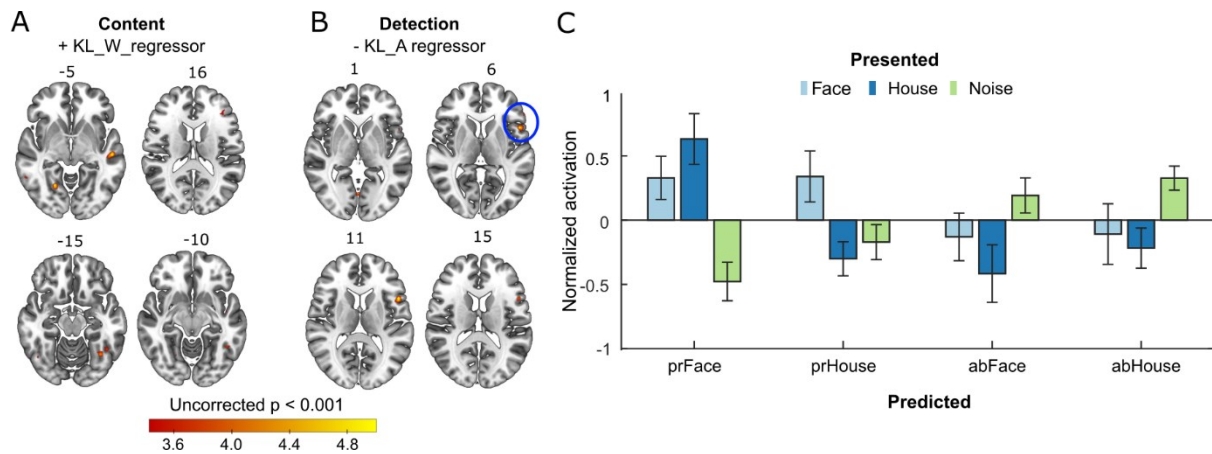 A
Content
+ KL_W_regressor
-5 16
-15 -10
B
Detection
- KL_A regressor
1 6
11 15
Uncorrected p < 0.001
3.6 4.0 4.4 4.8
C
Presented
Face House Noise
Normalized activation
1
0.5
0
-0.5
-1
prFace prHouse abFace abHouse
Predicted